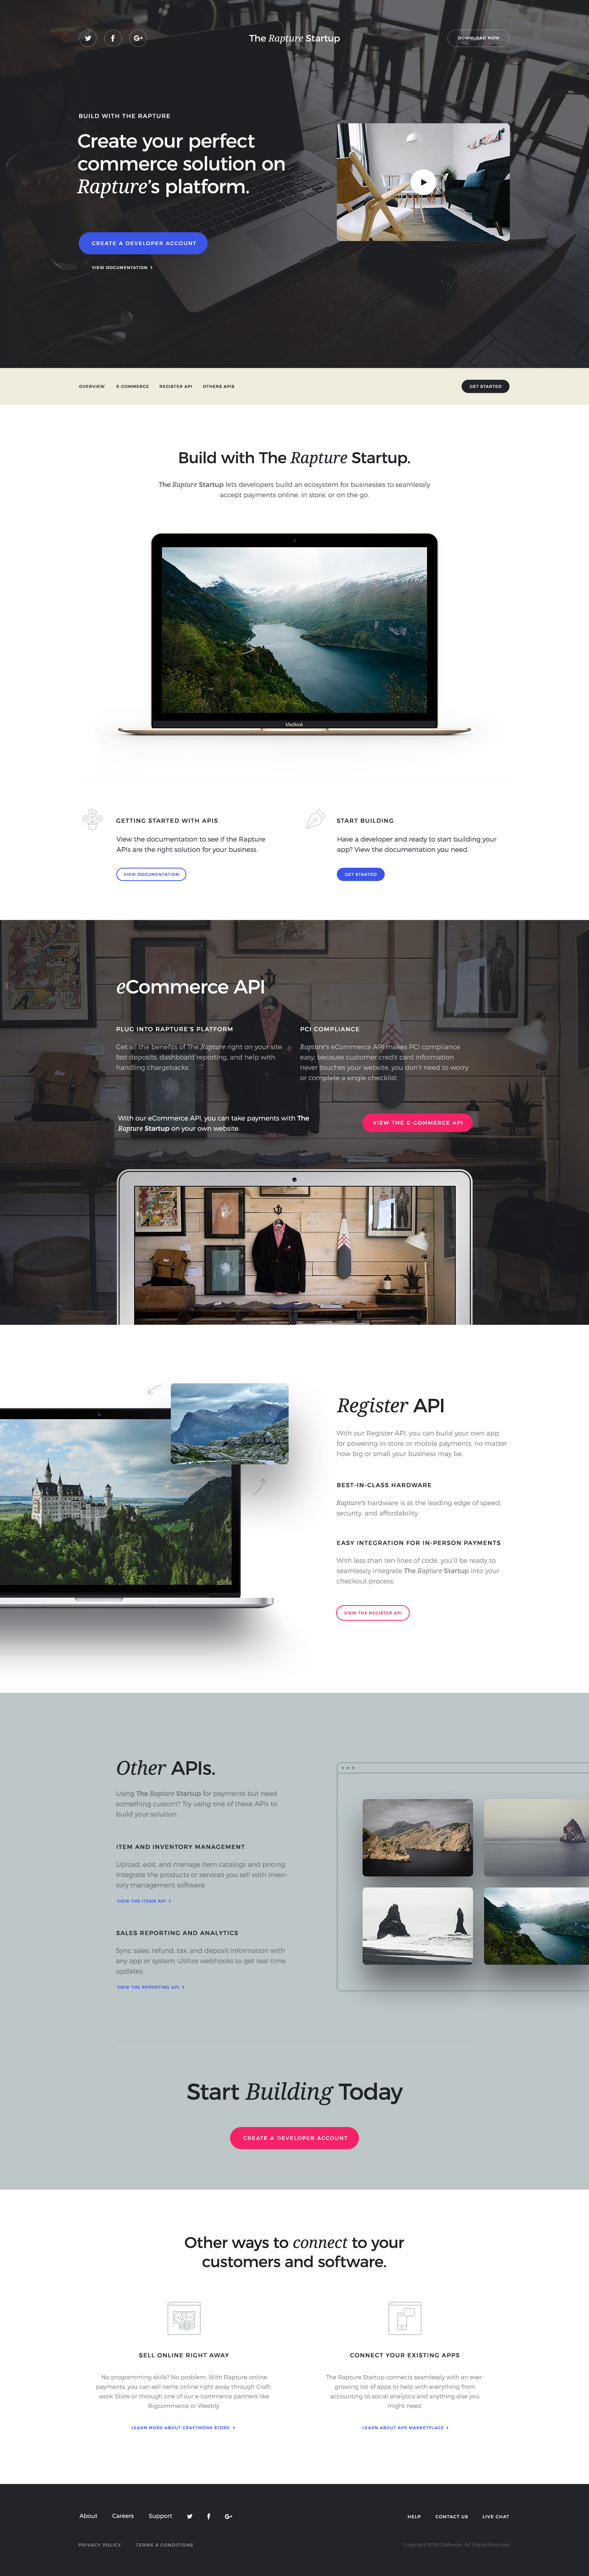 The Rapture Startup
DOWNLOAD NOW
BUILD WITH THE RAPTURE
Create your perfect
commerce solution on
Rapture's platform.
CREATE A DEVELOPER ACCOUNT
VIEW DOCUMENTATION
OVERVIEW
E-COMMERCE
REGISTER API
OTHERS APIS
GET STARTED
Build with The Rapture Startup.
The Rapture Startup lets developers build an ecosystem for businesses to seamlessly
accept payments online, in store, or on the go.
MacBook
GETTING STARTED WITH APIS
View the documentation to see if the Rapture
APIs are the right solution for your business.
VIEW DOCUMENTATION
START BUILDING
Have a developer and ready to start building your
app? View the documentation you need.
GET STARTED
eCommerce API
PLUG INTO RAPTURE'S PLATFORM
Get all the benefits of The Rapture right on your site:
fast deposits, dashboard reporting, and help with
handling chargebacks.
PCI COMPLIANCE
Rapture's eCommerce API makes PCI compliance
easy, because customer credit card information
never touches your website, you don't need to worry
or complete a single checklist.
With our eCommerce API, you can take payments with The
Rapture Startup on your own website.
VIEW THE E-COMMERCE API
Register API
With our Register API, you can build your own app
for powering in-store or mobile payments, no matter
how big or small your business may be.
BEST-IN-CLASS HARDWARE
Rapture's hardware is at the leading edge of speed,
security, and affordability.
EASY INTEGRATION FOR IN-PERSON PAYMENTS
With less than ten lines of code, you'll be ready to
seamlessly integrate The Rapture Startup into your
checkout process.
VIEW THE REGISTER API
Other APIs.
Using The Rapture Startup for payments but need
something custom? Try using one of these APIs to
build your solution.
ITEM AND INVENTORY MANAGEMENT
Upload, edit, and manage item catalogs and pricing.
Integrate the products or services you sell with inven-
tory management software.
VIEW THE ITEMS API
SALES REPORTING AND ANALYTICS
Sync sales, refund, tax, and deposit information with
any app or system. Utilize webhooks to get real-time
updates.
VIEW THE REPORTING API
Start Building Today
CREATE A DEVELOPER ACCOUNT
Other ways to connect to your
customers and software.
SELL ONLINE RIGHT AWAY
No programming skills? No problem. With Rapture online
payments, you can sell items online right away through Craft-
work Store or through one of our e-commerce partners like
Bigcommerce or Weebly.
LEARN MORE ABOUT CRAFTWORK STORE
CONNECT YOUR EXISTING APPS
The Rapture Startup connects seamlessly with an ever-
growing list of apps to help with everything from
accounting to social analytics and anything else you
might need.
LEARN ABOUT APP MARKETPLACE
About
Careers
Support
HELP
CONTACT US
LIVE CHAT
PRIVACY POLICY
TERMS & CONDITIONS